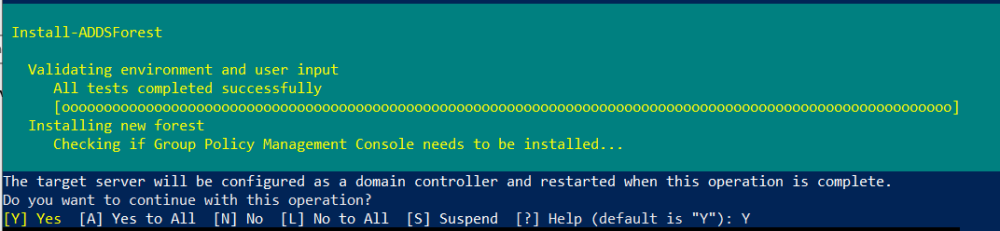 Install-ADDSForest
Validating environment and user input
All tests completed successfully
[oooooooooooooooooooooooooooooooooooooooooooooooooooooooooooooooooooooooooooooooooooooooooooooooooooooooooo]
Installing new forest
Checking if Group Policy Management Console needs to be installed...
The target server will be configured as a domain controller and restarted when this operation is complete.
Do you want to continue with this operation?
[Y] Yes  [A] Yes to All  [N] No  [L] No to All  [S] Suspend  [?] Help (default is "Y"): Y